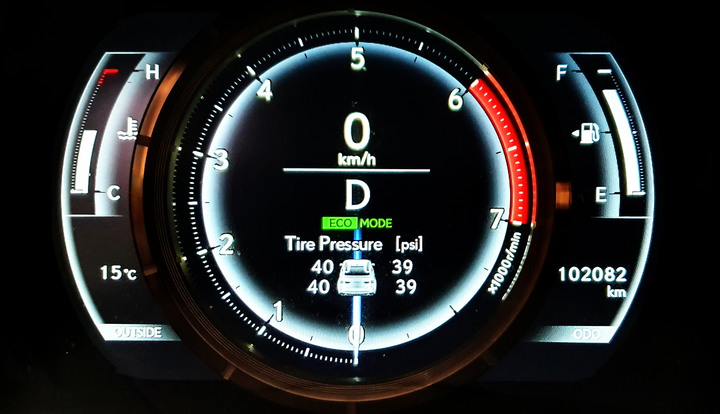 5
4
6
H
F
3
0
km/h
C
D
E
ECO MODE
7
2
Tire Pressure [psi]
15°C
40 39
102082
40 39
km
×1000r/min
1
0
OUTSIDE
ODO